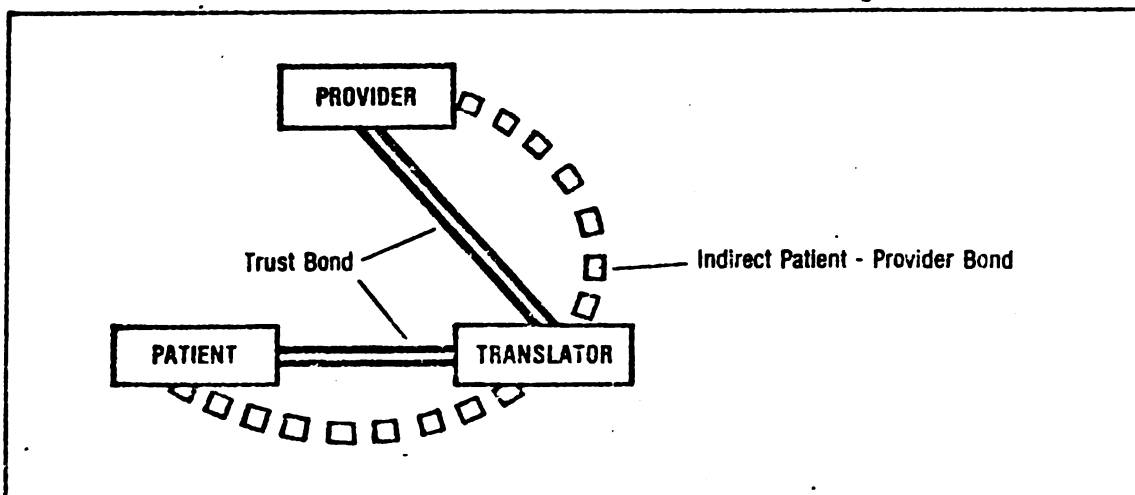 PROVIDER
Trust Bond
Indirect Patient - Provider Bond
PATIENT
TRANSLATOR